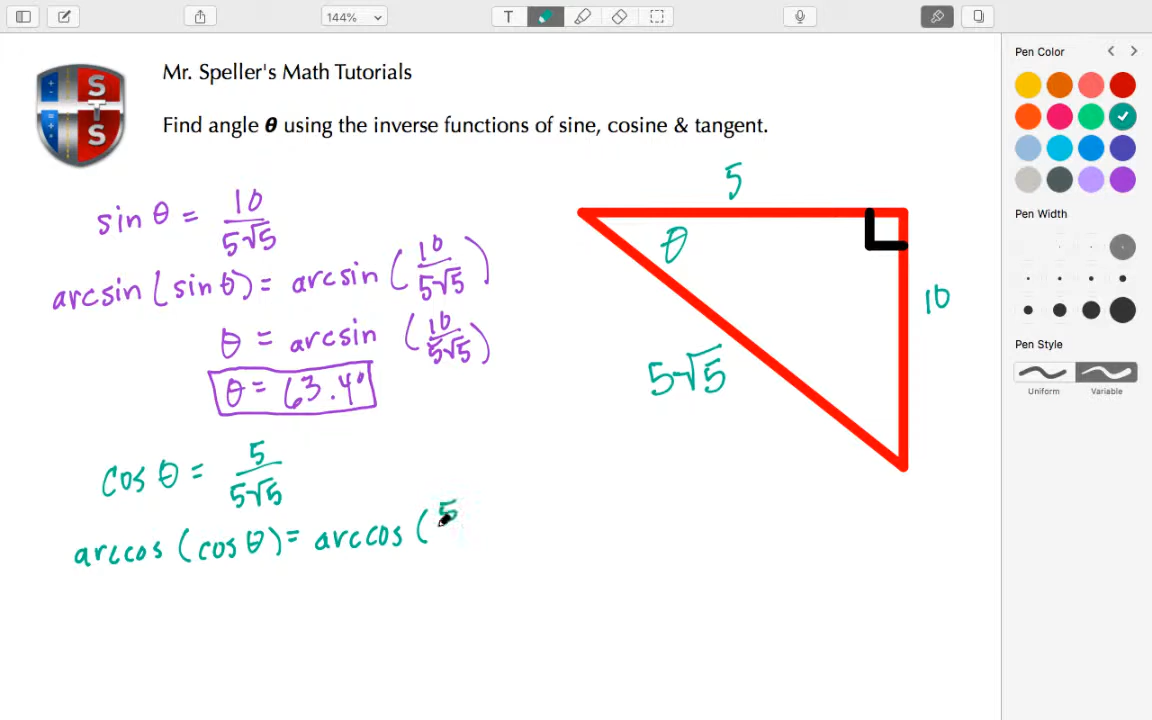 T
144%
Pen Color
Mr. Speller's Math Tutorials
Find angle θ using the inverse functions of sine, cosine & tangent.
STS
sin θ = 10/5√5
arcsin (sin θ) = arcsin (10/5√5)
θ = arcsin (10/5√5)
θ = 63.4°
cos θ = 5/5√5
arccos (cos θ) = arccos (5
5
θ
10
5√5
Pen Width
Pen Style
Uniform
Variable